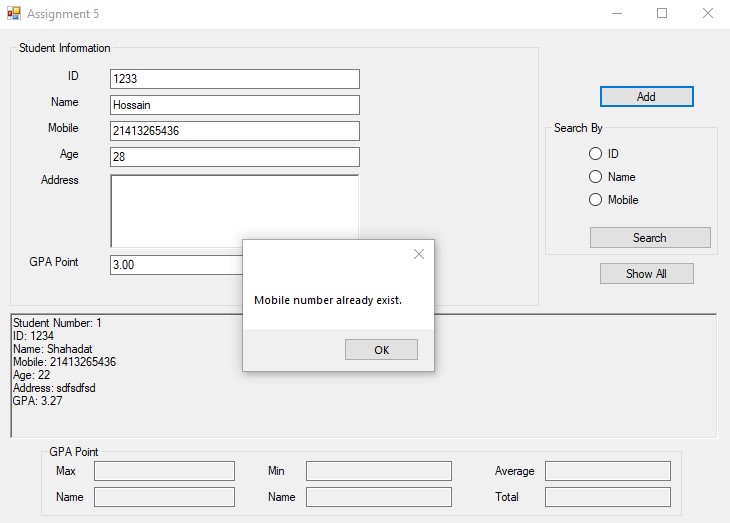 Assignment 5
Student Information
ID 1233
Name Hossain
Mobile 21413265436
Age 28
Address
GPA Point 3.00
Add
Search By
ID
Name
Mobile
Search
Show All
Mobile number already exist.
OK
Student Number: 1
ID: 1234
Name: Shahadat
Mobile: 21413265436
Age: 22
Address: sdfsdfsd
GPA: 3.27
GPA Point
Max Min Average
Name Name Total